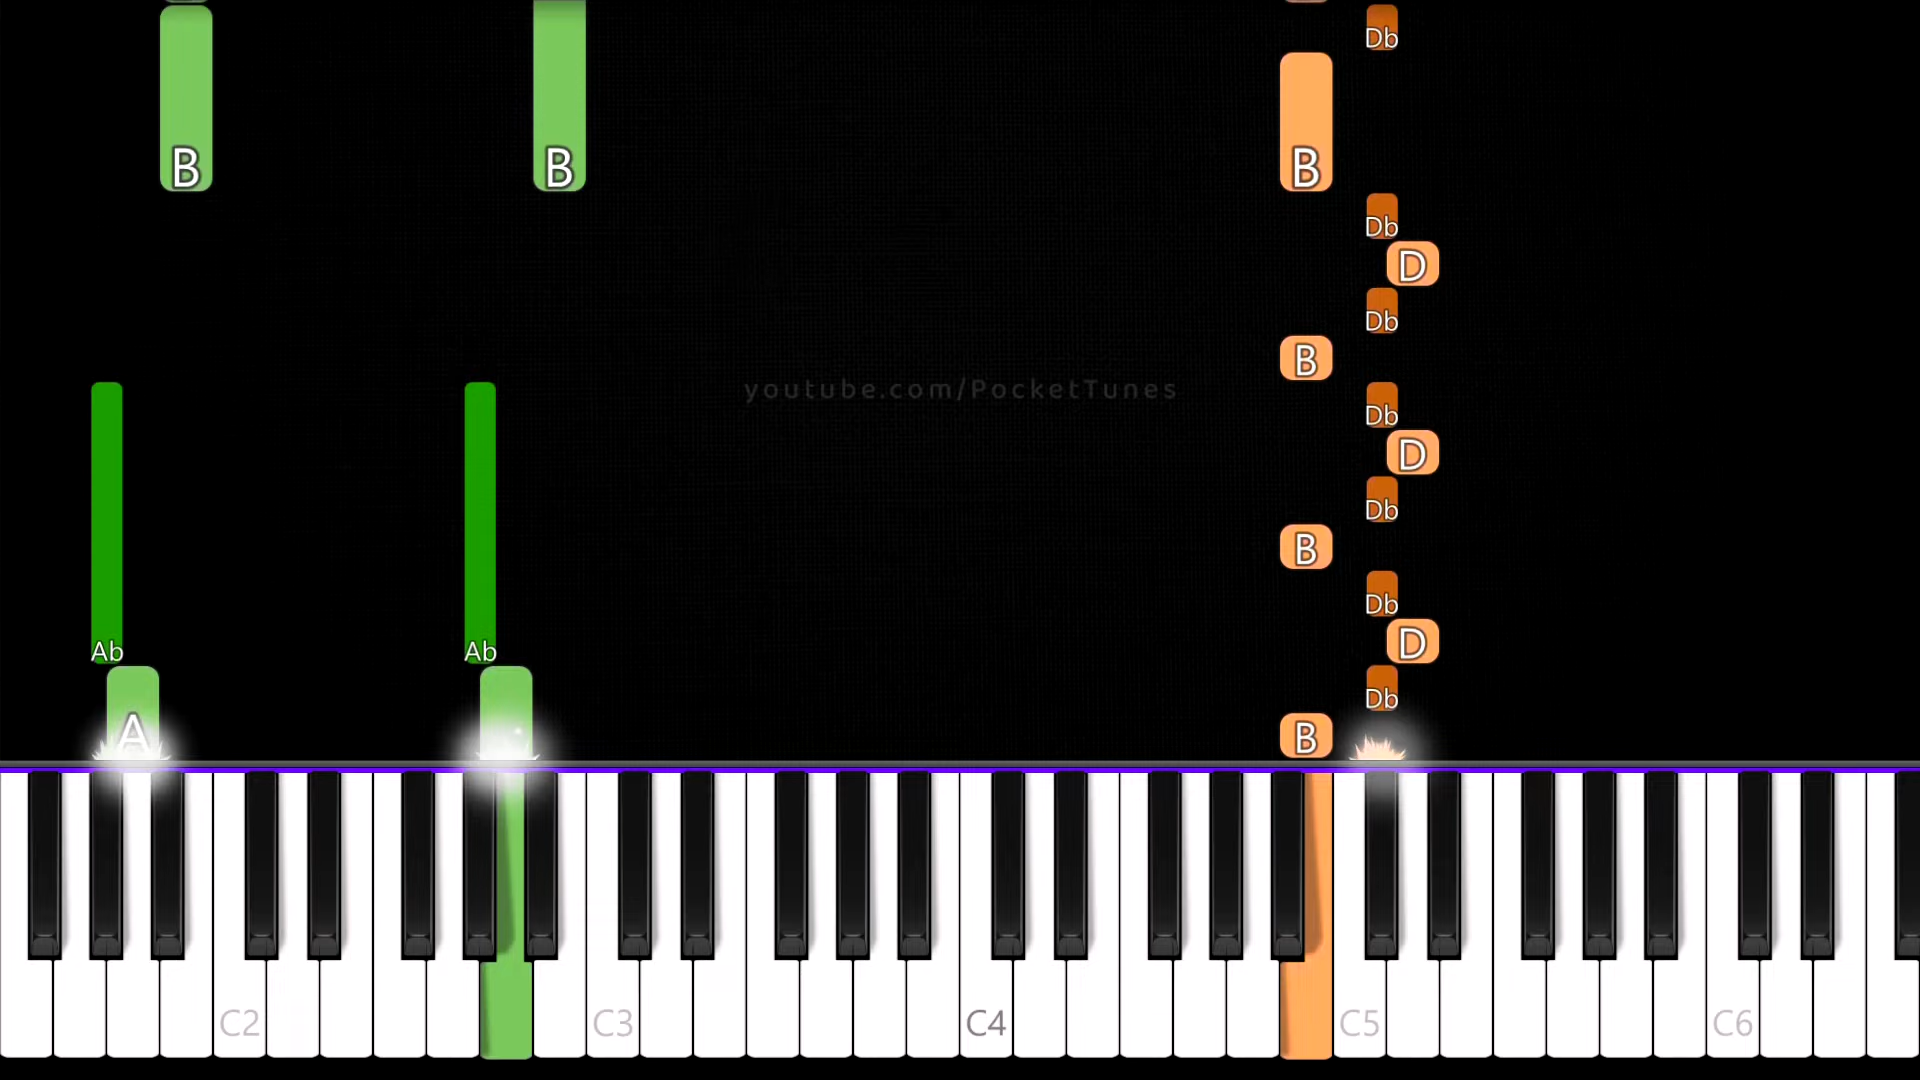 Db
B B B
Db
D
Db
B
youtube.com/PocketTunes
Db
D
Db
B
Db
D
Ab Ab
Db
A B
C2 C3 C4 C5 C6